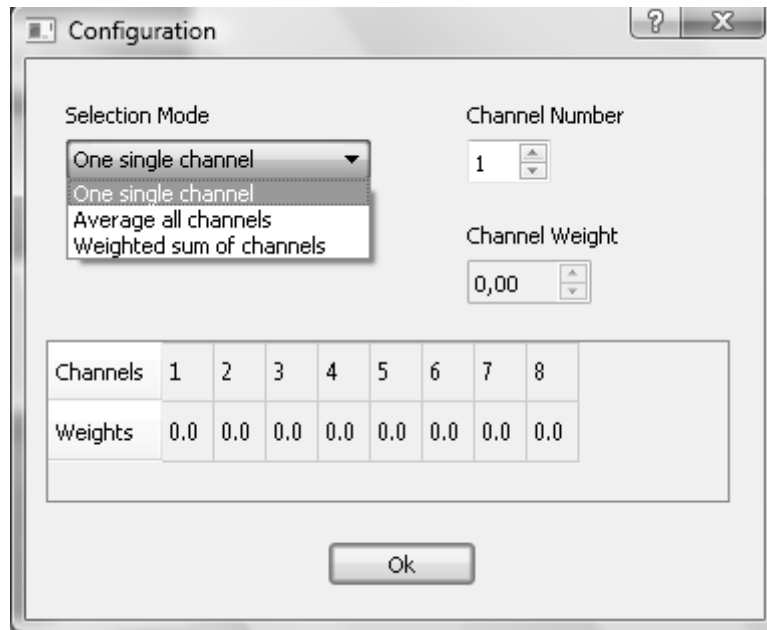 Configuration
Selection Mode
Channel Number
One single channel
1
One single channel
Average all channels
Weighted sum of channels
Channel Weight
0,00
Channels 1 2 3 4 5 6 7 8
Weights 0.0 0.0 0.0 0.0 0.0 0.0 0.0 0.0
Ok